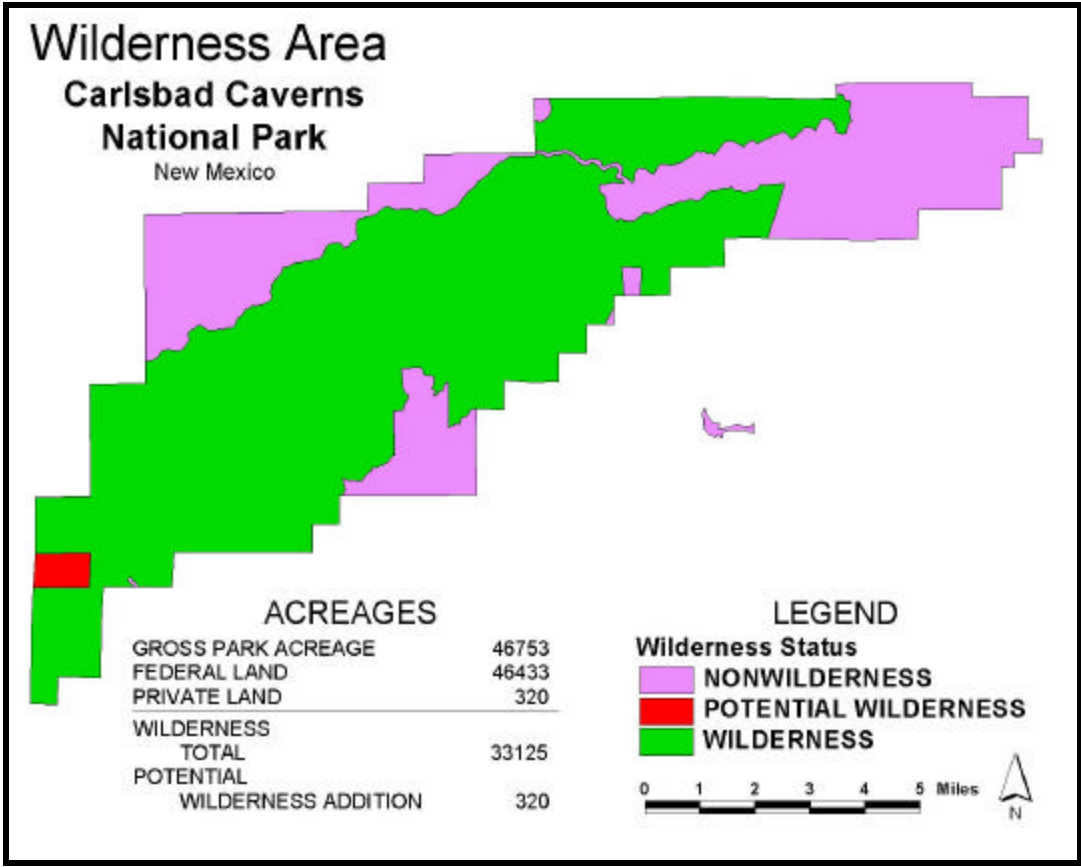 Wilderness Area
Carlsbad Caverns
National Park
New Mexico
ACREAGES
GROSS PARK ACREAGE 46753
FEDERAL LAND 46433
PRIVATE LAND 320
WILDERNESS
TOTAL 33125
POTENTIAL
WILDERNESS ADDITION 320
LEGEND
Wilderness Status
NONWILDERNESS
POTENTIAL WILDERNESS
WILDERNESS
0 1 2 3 4 5 Miles
N